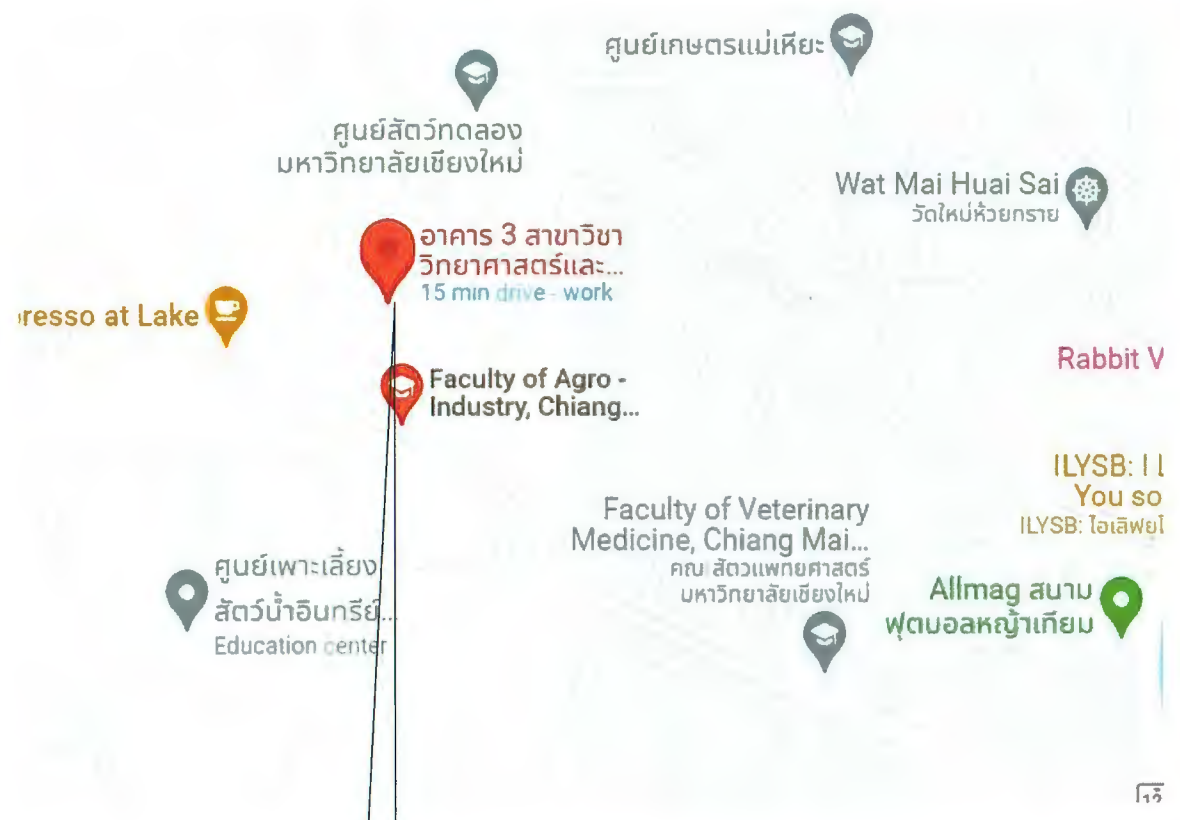 ศูนย์เกษตรแม่เหียะ
ศูนย์สัตว์ทดลอง
มหาวิทยาลัยเชียงใหม่
Wat Mai Huai Sai
วัดใหม่ห้วยทราย
อาคาร 3 สาขาวิชา
วิทยาศาสตร์และ...
15 min drive - work
resso at Lake
Rabbit V
Faculty of Agro -
Industry, Chiang...
ILYSB: I L
You so
ILYSB: ไอเลิฟยูโ
Faculty of Veterinary
Medicine, Chiang Mai...
คณะสัตวแพทยศาสตร์
มหาวิทยาลัยเชียงใหม่
ศูนย์เพาะเลี้ยง
สัตว์น้ำอินทรีย์...
Education center
Allmag สนาม
ฟุตบอลหญ้าเทียม